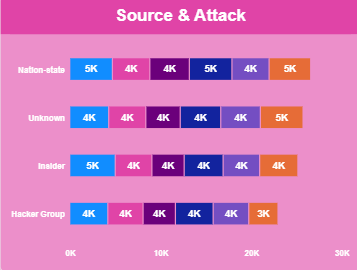 Source & Attack
Nation-state 5K 4K 4K 5K 4K 5K
Unknown 4K 4K 4K 4K 4K 5K
Insider 5K 4K 4K 4K 4K 4K
Hacker Group 4K 4K 4K 4K 4K 3K
0K 10K 20K 30K